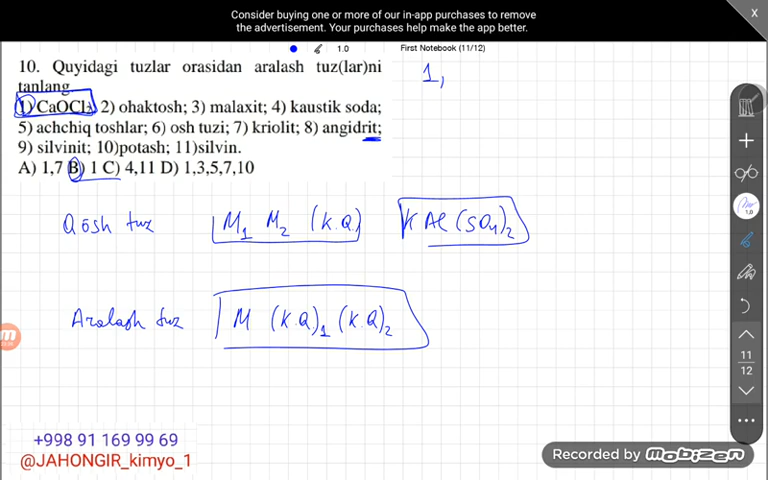 Consider buying one or more of our in-app purchases to remove
the advertisement. Your purchases help make the app better.
X
1.0
First Notebook (11/12)
10. Quyidagi tuzlar orasidan aralash tuz(lar)ni
tanlang
1) CaOCl₂; 2) ohaktosh; 3) malaxit; 4) kaustik soda;
5) achchiq toshlar; 6) osh tuzi; 7) kriolit; 8) angidrit;
9) silvinit; 10)potash; 11)silvin.
A) 1,7 B) 1 C) 4,11 D) 1,3,5,7,10
1,
Qosh tuz M₁ M₂ (K.Q) KAl(SO₄)₂
Aralash tuz M (K.Q)₁ (K.Q)₂
1.0
11
12
+998 91 169 99 69
@JAHONGIR_kimyo_1
Recorded by mobizen